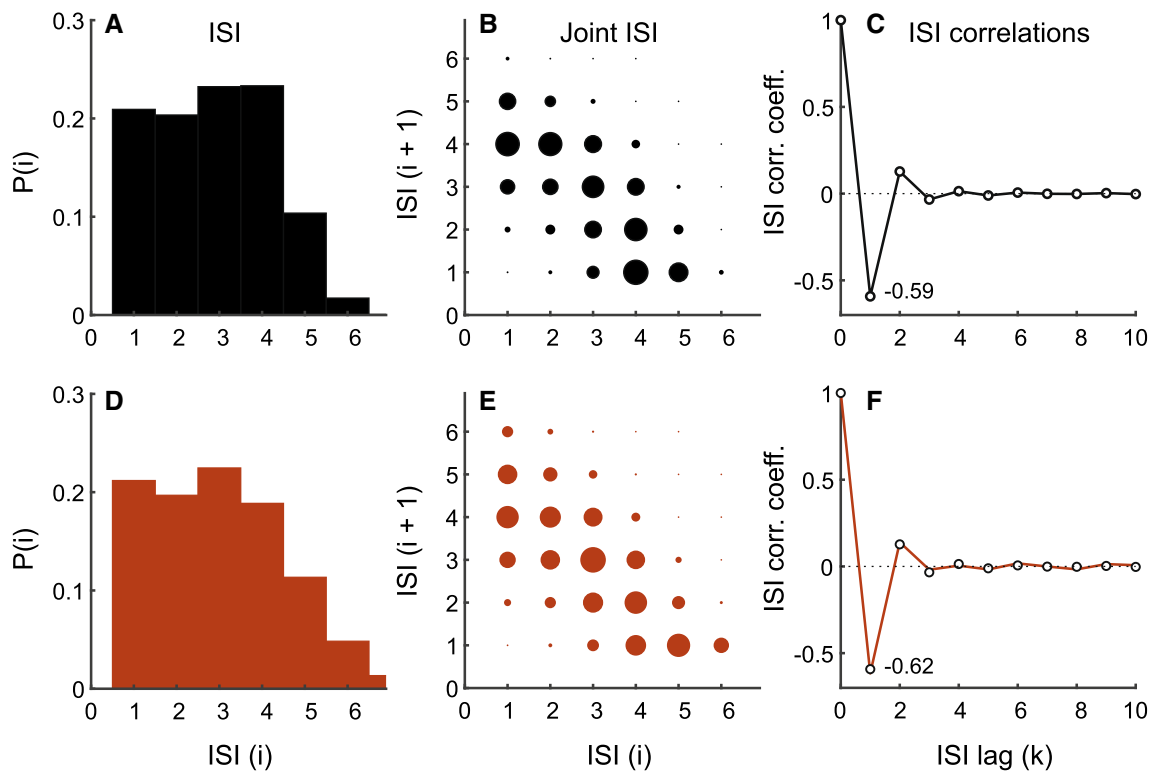 A
ISI
0.3
0.2
0.1
0
P(i)
0 1 2 3 4 5 6
B
Joint ISI
6
5
4
3
2
1
0
ISI (i + 1)
0 1 2 3 4 5 6
C
ISI correlations
1
0.5
0
-0.5
ISI corr. coeff.
-0.59
0 2 4 6 8 10
D
0.3
0.2
0.1
0
P(i)
0 1 2 3 4 5 6
ISI (i)
E
6
5
4
3
2
1
0
ISI (i + 1)
0 1 2 3 4 5 6
ISI (i)
F
1
0.5
0
-0.5
ISI corr. coeff.
-0.62
0 2 4 6 8 10
ISI lag (k)